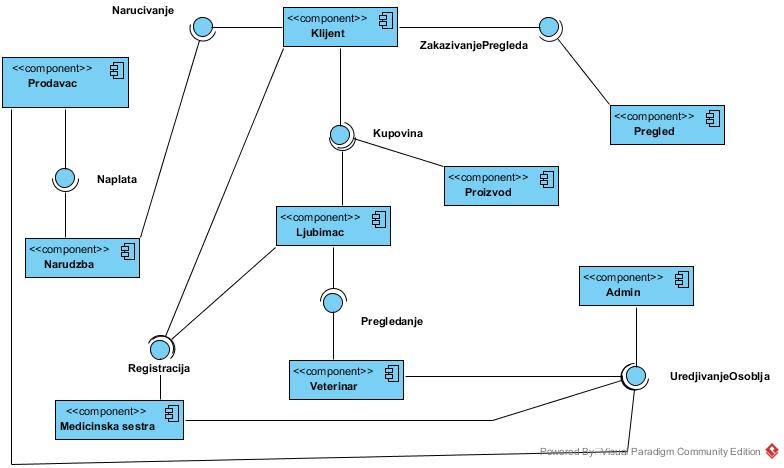 Narucivanje
<<component>>
Klijent
ZakazivanjePregleda
<<component>>
Prodavac
<<component>>
Pregled
Kupovina
Naplata
<<component>>
Proizvod
<<component>>
Ljubimac
<<component>>
Narudzba
<<component>>
Admin
Pregledanje
Registracija
<<component>>
Veterinar
UredjivanjeOsoblja
<<component>>
Medicinska sestra
Powered By: Visual Paradigm Community Edition